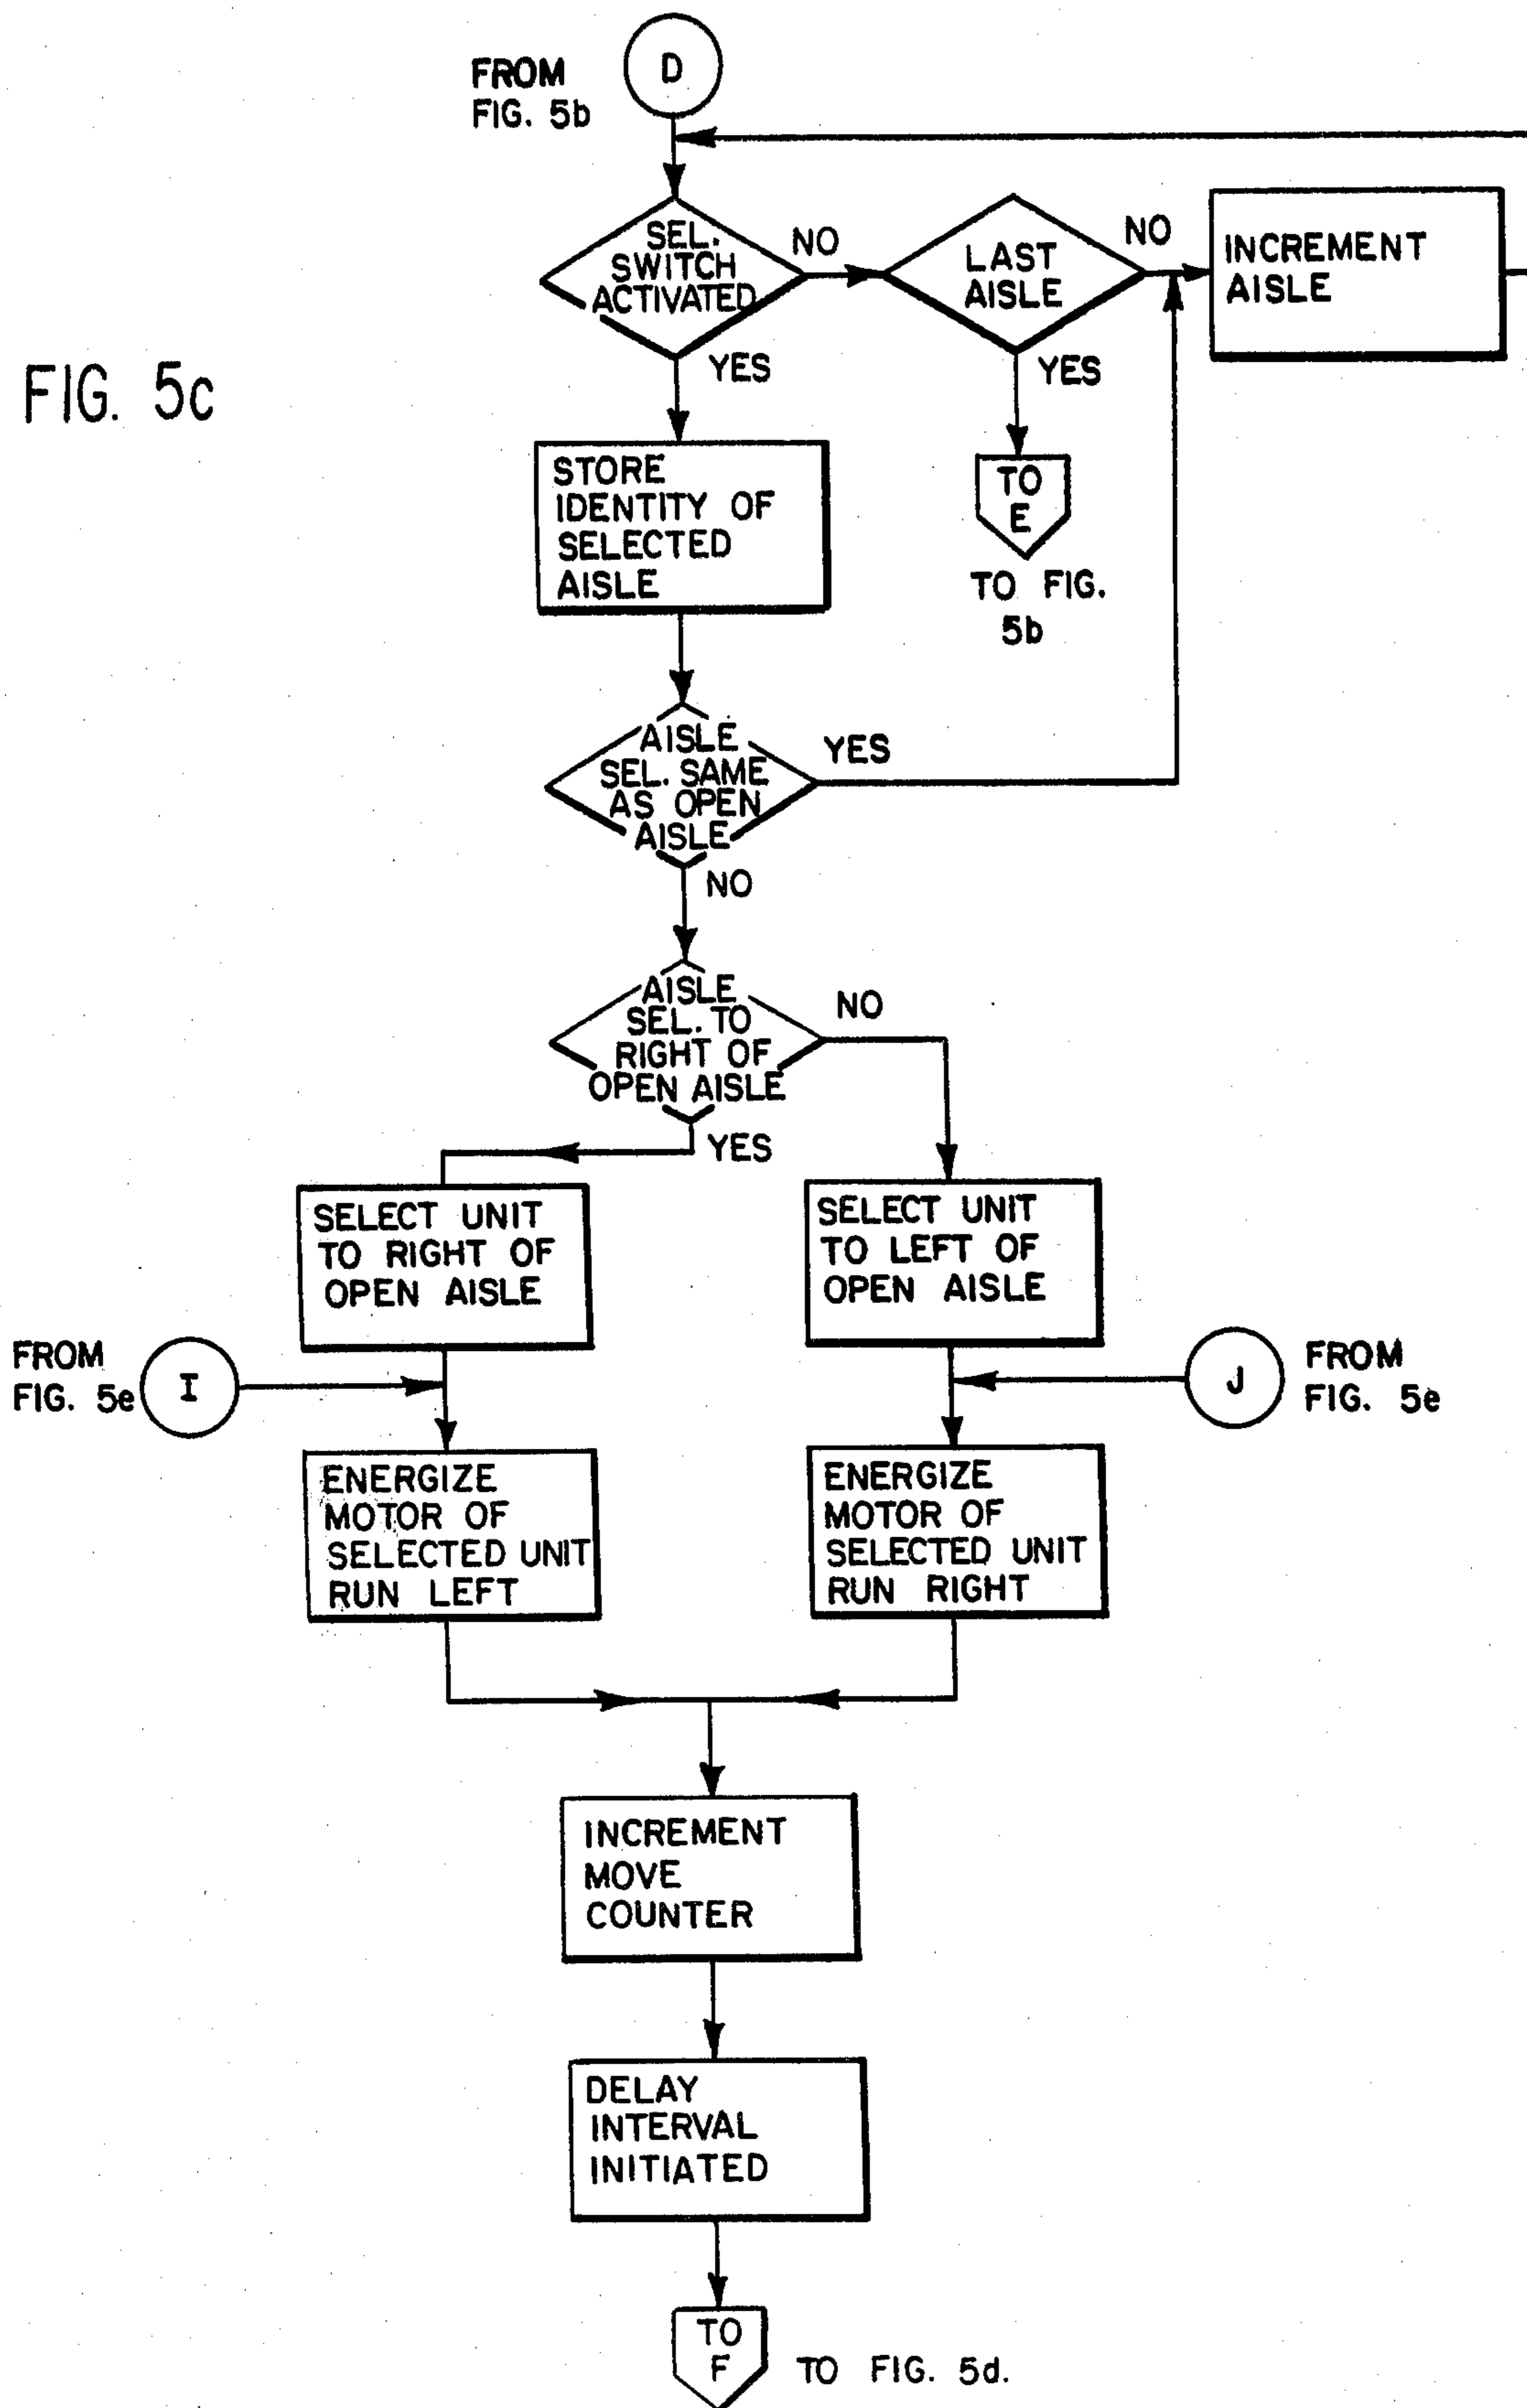 FROM
FIG. 5b
D
SEL.
SWITCH
ACTIVATED
NO
LAST
AISLE
NO
INCREMENT
AISLE
YES
YES
FIG. 5c
STORE
IDENTITY OF
SELECTED
AISLE
TO
E
TO FIG.
5b
AISLE
SEL. SAME
AS OPEN
AISLE
YES
NO
AISLE
SEL. TO
RIGHT OF
OPEN AISLE
NO
YES
SELECT UNIT
TO RIGHT OF
OPEN AISLE
SELECT UNIT
TO LEFT OF
OPEN AISLE
FROM
FIG. 5e
I
J
FROM
FIG. 5e
ENERGIZE
MOTOR OF
SELECTED UNIT
RUN LEFT
ENERGIZE
MOTOR OF
SELECTED UNIT
RUN RIGHT
INCREMENT
MOVE
COUNTER
DELAY
INTERVAL
INITIATED
TO
F
TO FIG. 5d.